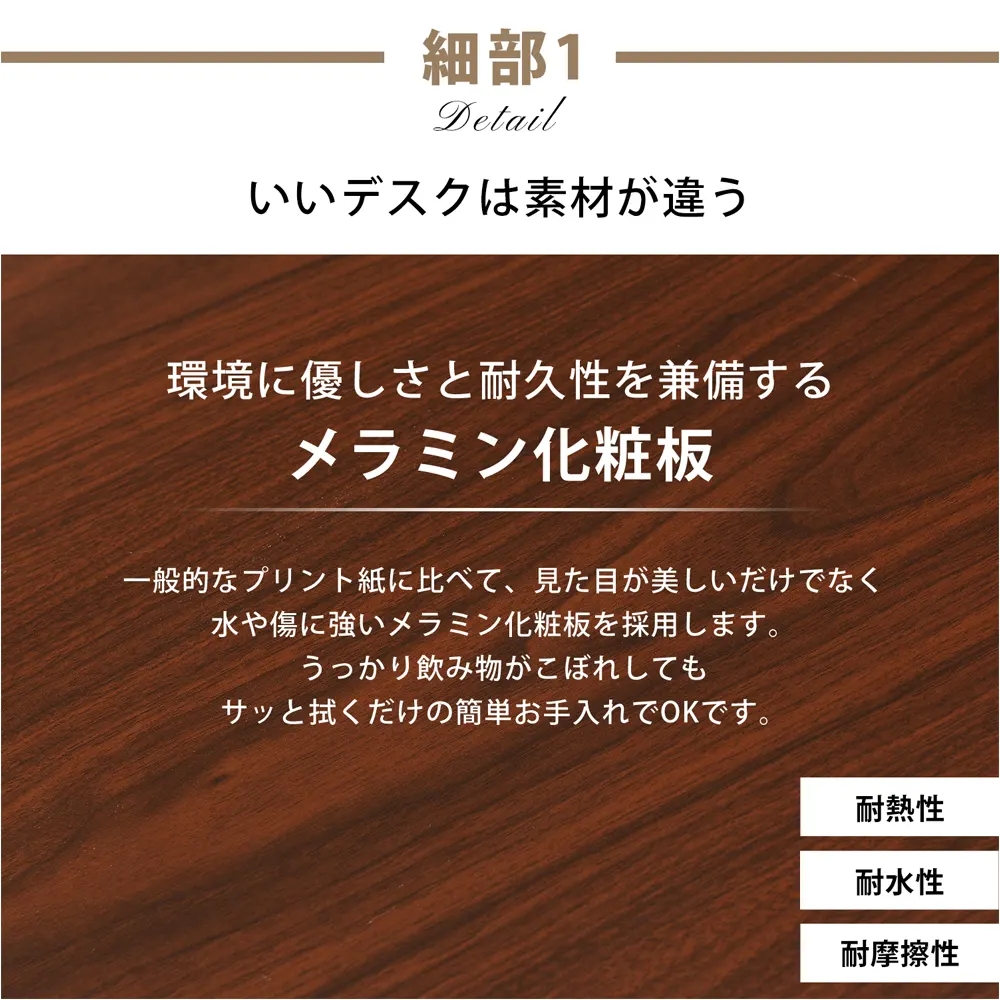 細部1
Detail
いいデスクは素材が違う
環境に優しさと耐久性を兼備する
メラミン化粧板
一般的なプリント紙に比べて、見た目が美しいだけでなく
水や傷に強いメラミン化粧板を採用します。
うっかり飲み物がこぼれしても
サッと拭くだけの簡単お手入れでOKです。
耐熱性
耐水性
耐摩擦性